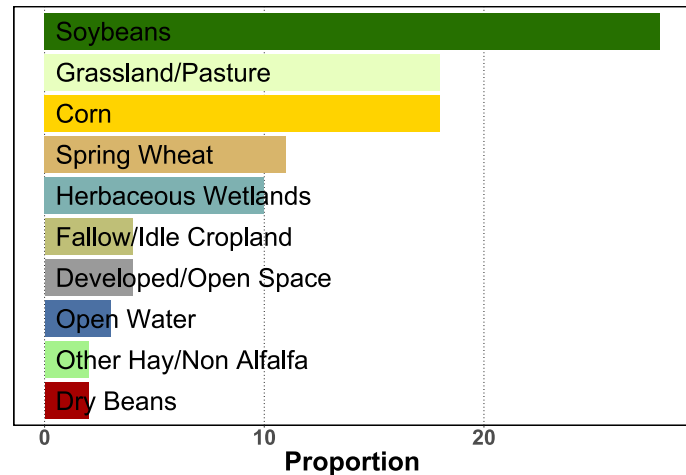 Soybeans
Grassland/Pasture
Corn
Spring Wheat
Herbaceous Wetlands
Fallow/Idle Cropland
Developed/Open Space
Open Water
Other Hay/Non Alfalfa
Dry Beans
0 10 20
Proportion